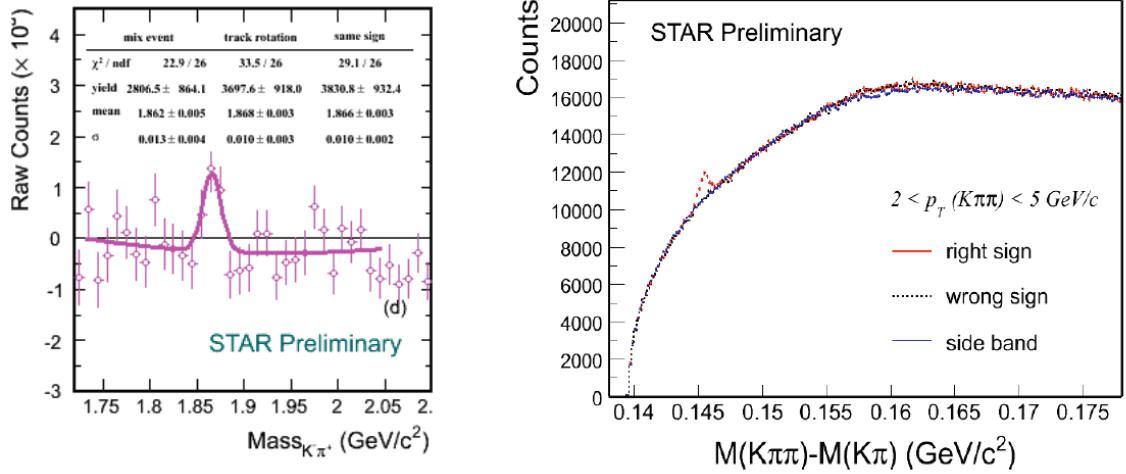 mix event track rotation same sign
χ² / ndf 22.9 / 26 33.5 / 26 29.1 / 26
yield 2806.5 ± 864.1 3697.6 ± 918.0 3830.8 ± 932.4
mean 1.862 ± 0.005 1.868 ± 0.003 1.866 ± 0.003
σ 0.013 ± 0.004 0.010 ± 0.003 0.010 ± 0.002
Raw Counts
4
3
2
1
0
-1
-2
-3
(d)
STAR Preliminary
1.75 1.8 1.85 1.9 1.95 2 2.05 2.
Mass K⁻π⁺ (GeV/c²)
Counts
20000
18000
16000
14000
12000
10000
8000
6000
4000
2000
0
STAR Preliminary
2 < p_T (Kππ) < 5 GeV/c
right sign
wrong sign
side band
0.14 0.145 0.15 0.155 0.16 0.165 0.17 0.175
M(Kππ)-M(Kπ) (GeV/c²)